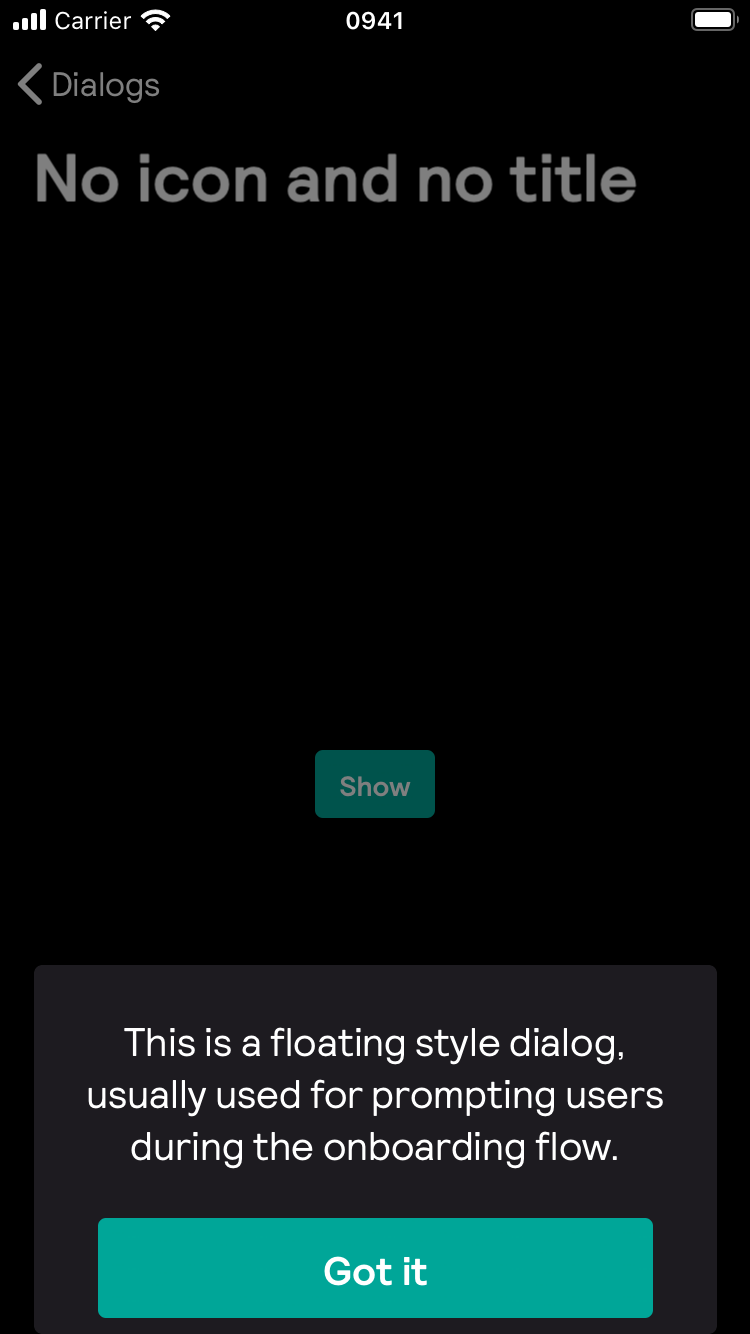 Carrier 0941
Dialogs
No icon and no title
Show
This is a floating style dialog,
usually used for prompting users
during the onboarding flow.
Got it